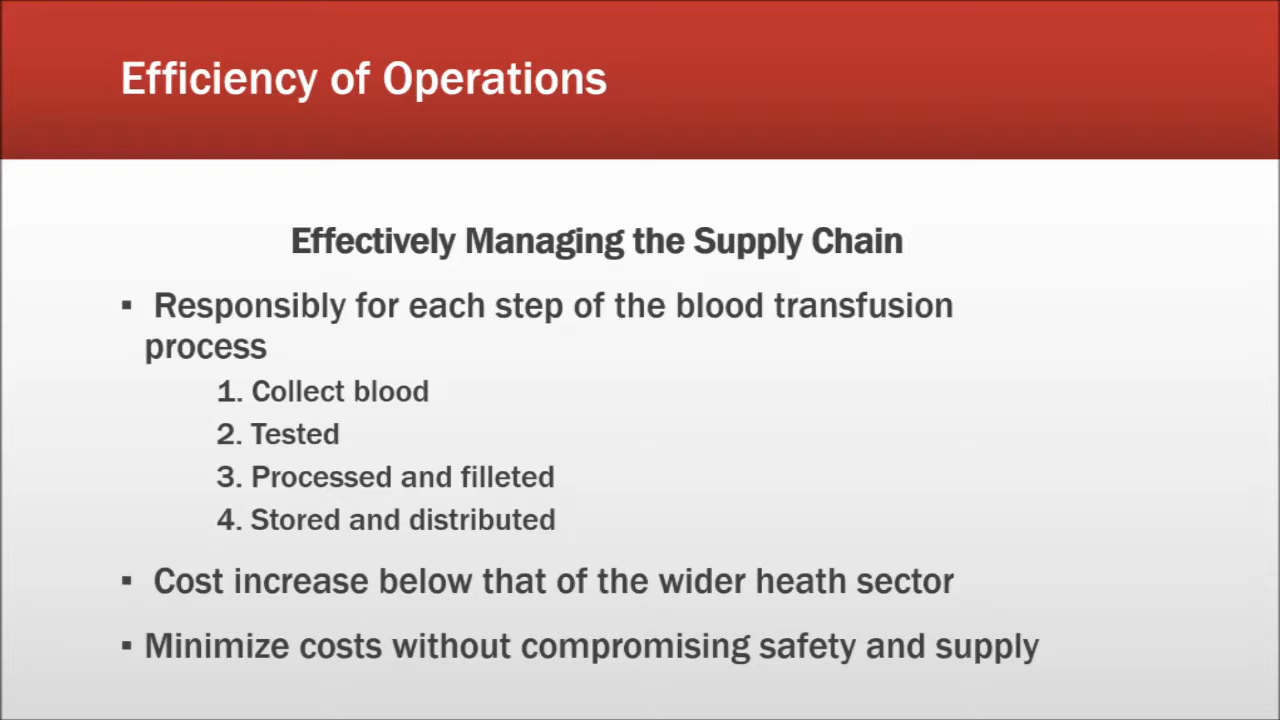 Efficiency of Operations
Effectively Managing the Supply Chain
▪ Responsibly for each step of the blood transfusion
process
1. Collect blood
2. Tested
3. Processed and filleted
4. Stored and distributed
▪ Cost increase below that of the wider heath sector
▪ Minimize costs without compromising safety and supply